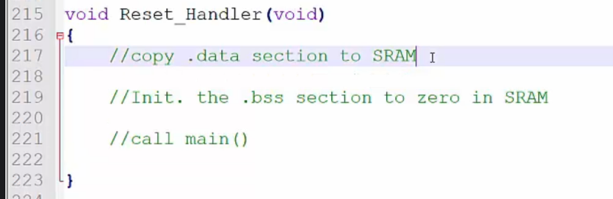 215 void Reset_Handler(void)
216 {
217 //copy .data section to SRAM
218
219 //Init. the .bss section to zero in SRAM
220
221 //call main()
222
223 }